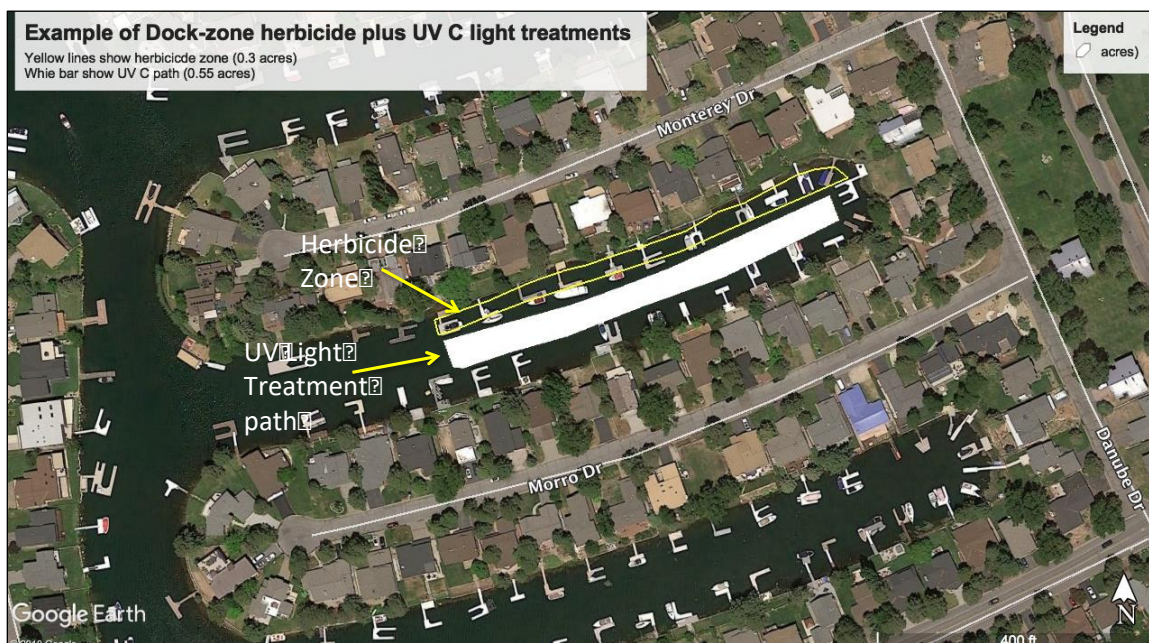 Example of Dock-zone herbicide plus UV C light treatments
Yellow lines show herbicicde zone (0.3 acres)
Whie bar show UV C path (0.55 acres)
Legend
acres)
Monterey Dr
Herbicide
Zone
UV Light
Treatment
path
Morro Dr
Danube Dr
Google Earth
N
400 ft